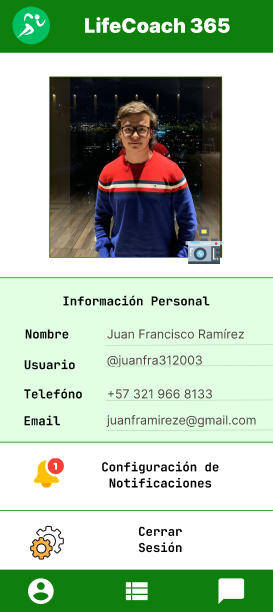 LifeCoach 365
Información Personal
Nombre Juan Francisco Ramírez
Usuario @juanfra312003
Telefóno +57 321 966 8133
Email juanframireze@gmail.com
1
Configuración de
Notificaciones
Cerrar
Sesión